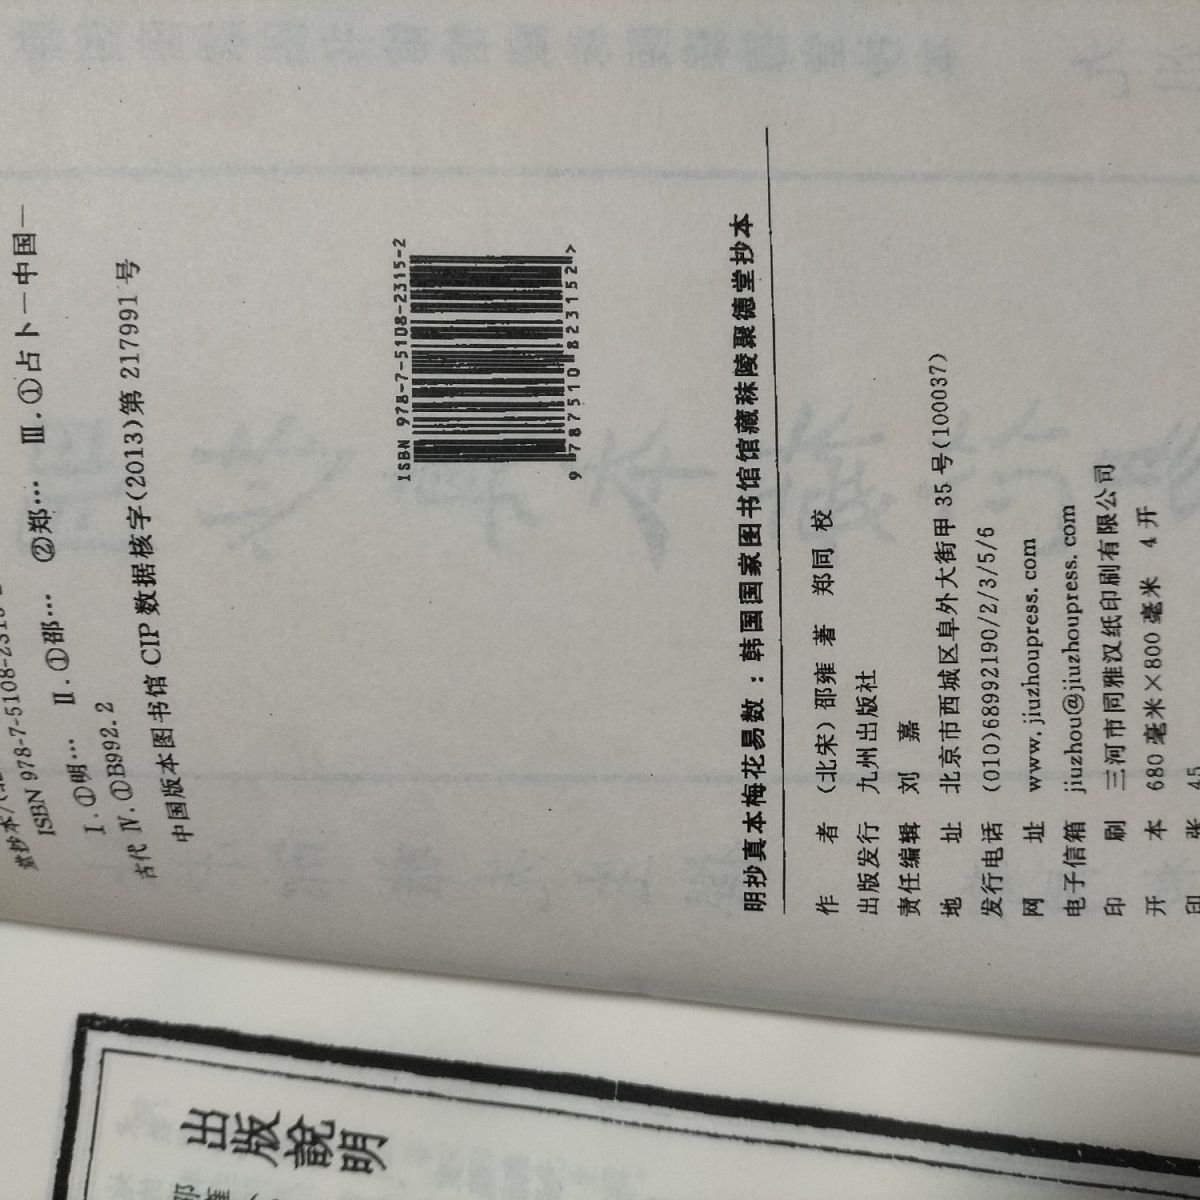 ISBN 978-7-5108-231
Ⅰ.①明… Ⅱ.①邵… ②郑… Ⅲ.①占卜－中国－
古代 Ⅳ.①B992.2
中国版本图书馆 CIP 数据核字(2013)第 217991 号
ISBN 978-7-5108-2315-2
9 787510 823152>
明抄真本梅花易数：韩国国家图书馆馆藏秣陵聚德堂抄本
作 者 (北宋)邵雍 著 郑同 校
出版发行 九州出版社
责任编辑 刘 嘉
地 址 北京市西城区阜外大街甲 35 号(100037)
发行电话 (010)68992190/2/3/5/6
网 址 www.jiuzhoupress.com
电子信箱 jiuzhou@jiuzhoupress.com
印 刷 三河市同雅汉纸印刷有限公司
开 本 680 毫米×800 毫米 4 开
印 张 45
出版說明